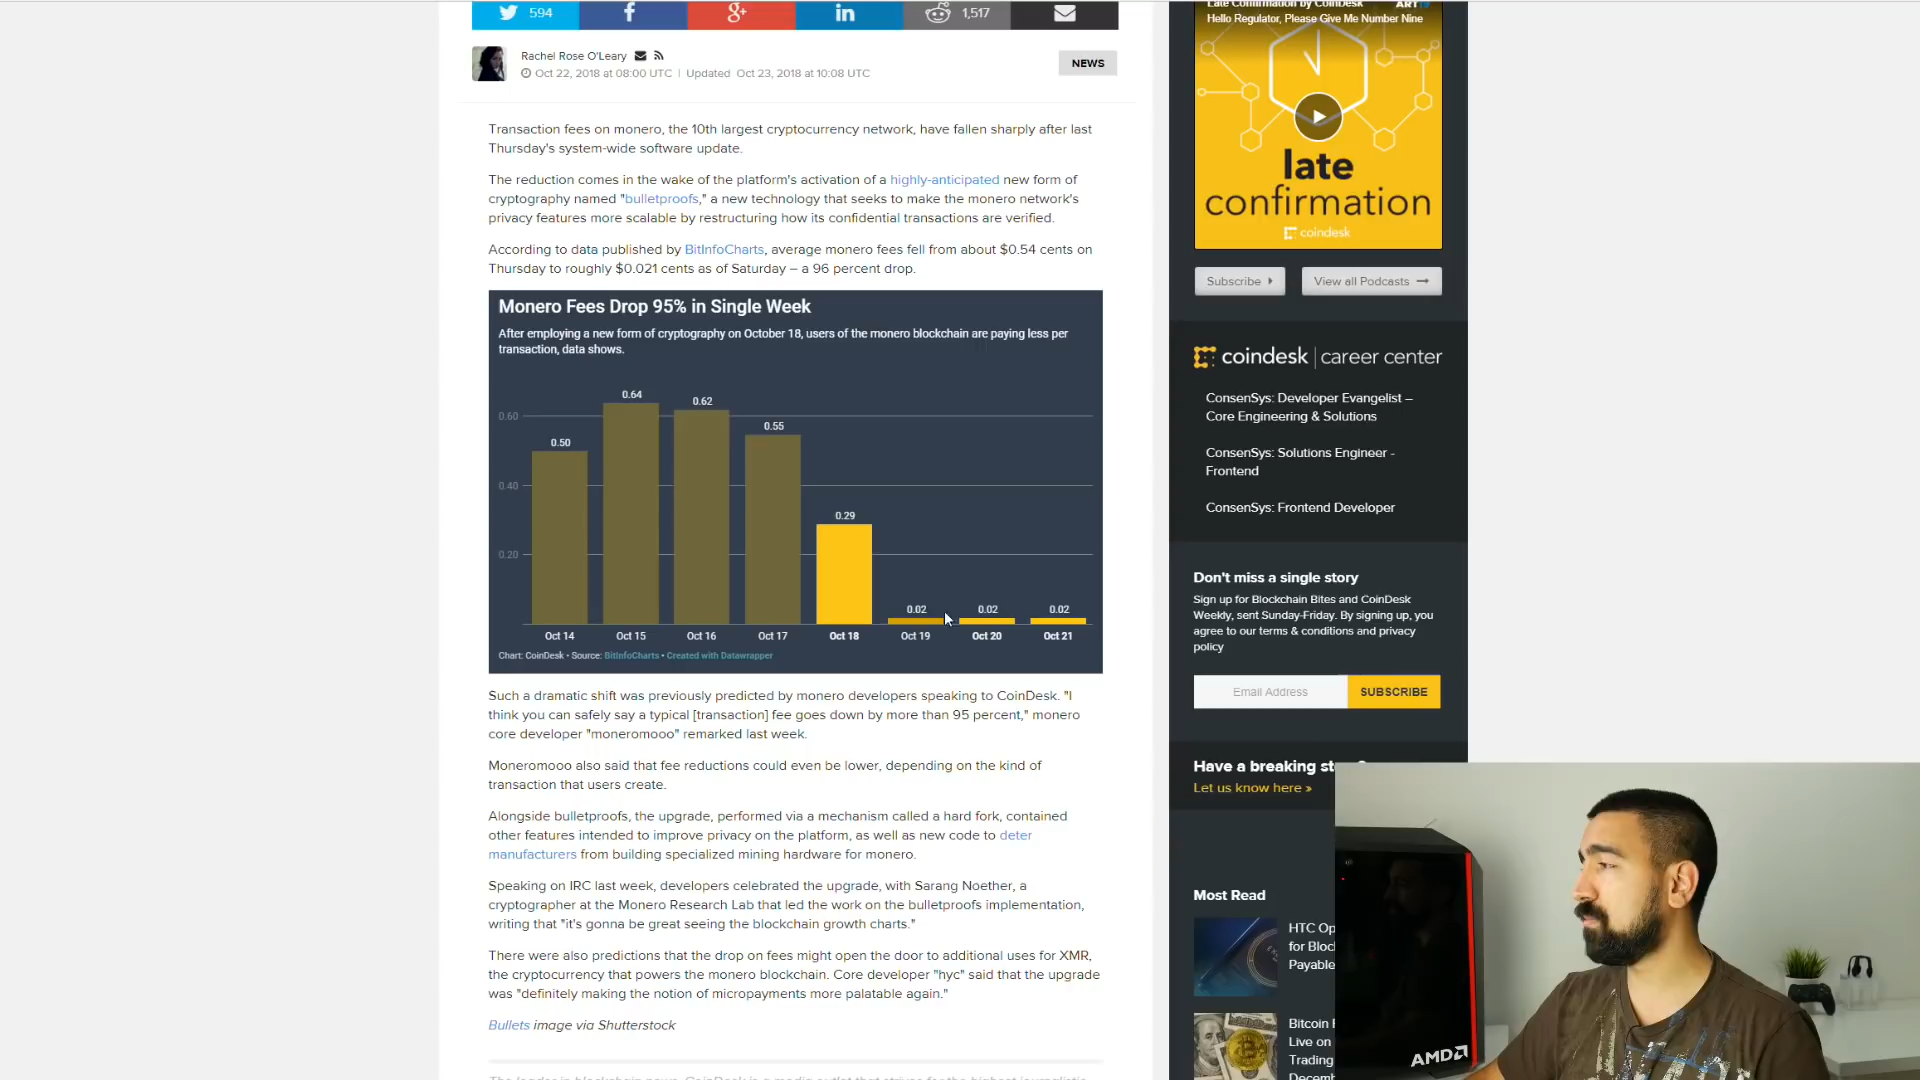 594
1,517
Rachel Rose O'Leary
Oct 22, 2018 at 08:00 UTC | Updated Oct 23, 2018 at 10:08 UTC
NEWS
Transaction fees on monero, the 10th largest cryptocurrency network, have fallen sharply after last
Thursday's system-wide software update.
The reduction comes in the wake of the platform's activation of a highly-anticipated new form of
cryptography named "bulletproofs," a new technology that seeks to make the monero network's
privacy features more scalable by restructuring how its confidential transactions are verified.
According to data published by BitInfoCharts, average monero fees fell from about $0.54 cents on
Thursday to roughly $0.021 cents as of Saturday – a 96 percent drop.
Monero Fees Drop 95% in Single Week
After employing a new form of cryptography on October 18, users of the monero blockchain are paying less per
transaction, data shows.
0.60
0.40
0.20
0.50
0.64
0.62
0.55
0.29
0.02
0.02
0.02
Oct 14
Oct 15
Oct 16
Oct 17
Oct 18
Oct 19
Oct 20
Oct 21
Chart: CoinDesk • Source: BitInfoCharts • Created with Datawrapper
Such a dramatic shift was previously predicted by monero developers speaking to CoinDesk. "I
think you can safely say a typical [transaction] fee goes down by more than 95 percent," monero
core developer "moneromooo" remarked last week.
Moneromooo also said that fee reductions could even be lower, depending on the kind of
transaction that users create.
Alongside bulletproofs, the upgrade, performed via a mechanism called a hard fork, contained
other features intended to improve privacy on the platform, as well as new code to deter
manufacturers from building specialized mining hardware for monero.
Speaking on IRC last week, developers celebrated the upgrade, with Sarang Noether, a
cryptographer at the Monero Research Lab that led the work on the bulletproofs implementation,
writing that "it's gonna be great seeing the blockchain growth charts."
There were also predictions that the drop on fees might open the door to additional uses for XMR,
the cryptocurrency that powers the monero blockchain. Core developer "hyc" said that the upgrade
was "definitely making the notion of micropayments more palatable again."
Bullets image via Shutterstock
Late Confirmation by CoinDesk
Hello Regulator, Please Give Me Number Nine
late
confirmation
coindesk
Subscribe
View all Podcasts
coindesk | career center
ConsenSys: Developer Evangelist –
Core Engineering & Solutions
ConsenSys: Solutions Engineer -
Frontend
ConsenSys: Frontend Developer
Don't miss a single story
Sign up for Blockchain Bites and CoinDesk
Weekly, sent Sunday-Friday. By signing up, you
agree to our terms & conditions and privacy
policy
Email Address
SUBSCRIBE
Have a breaking
Let us know here »
Most Read
HTC
for
Payable
Bitcoin
Live on
Trading
AMD